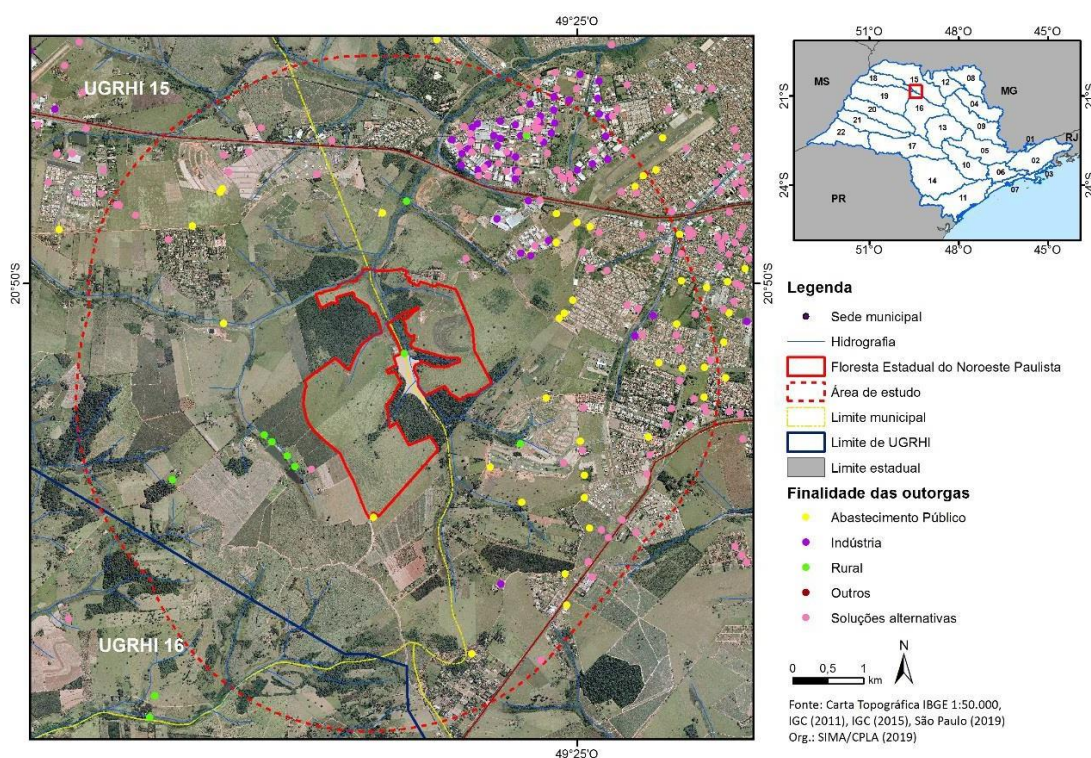 49°25'O
UGRHI 15
20°50'S
UGRHI 16
49°25'O
20°50'S
51°O
48°O
45°O
MS
MG
RJ
PR
21°S
24°S
21°S
24°S
18
15
12
08
19
16
04
20
13
09
21
22
17
05
01
10
02
06
03
14
07
11
51°O
48°O
45°O
Legenda
Sede municipal
Hidrografia
Floresta Estadual do Noroeste Paulista
Área de estudo
Limite municipal
Limite de UGRHI
Limite estadual
Finalidade das outorgas
Abastecimento Público
Indústria
Rural
Outros
Soluções alternativas
N
0 0,5 1
km
Fonte: Carta Topográfica IBGE 1:50.000,
IGC (2011), IGC (2015), São Paulo (2019)
Org.: SIMA/CPLA (2019)